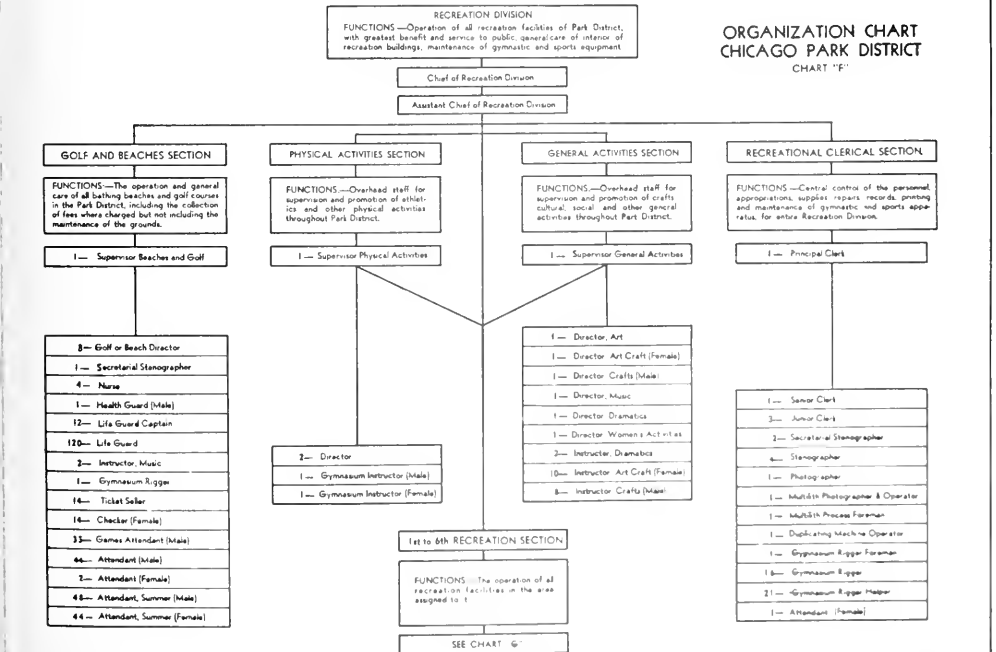 RECREATION DIVISION
FUNCTIONS.—Operation of all recreation facilities of Park District,
with greatest benefit and service to public, general care of interior of
recreation buildings, maintenance of gymnastic and sports equipment
ORGANIZATION CHART
CHICAGO PARK DISTRICT
CHART "F"
Chief of Recreation Division
Assistant Chief of Recreation Division
GOLF AND BEACHES SECTION
FUNCTIONS—The operation and general
care of all bathing beaches and golf courses
in the Park District, including the collection
of fees where charged but not including the
maintenance of the grounds.
1— Supervisor Beaches and Golf
8— Golf or Beach Director
1— Secretarial Stenographer
4— Nurse
1— Health Guard (Male)
12— Life Guard Captain
120— Life Guard
2— Instructor, Music
1— Gymnasium Rigger
14— Ticket Seller
14— Checker (Female)
33— Games Attendant (Male)
44— Attendant (Male)
2— Attendant (Female)
48— Attendant, Summer (Male)
44— Attendant, Summer (Female)
PHYSICAL ACTIVITIES SECTION
FUNCTIONS.—Overhead staff for
supervision and promotion of athlet-
ics and other physical activities
throughout Park District.
1— Supervisor Physical Activities
2— Director
1— Gymnasium Instructor (Male)
1— Gymnasium Instructor (Female)
GENERAL ACTIVITIES SECTION
FUNCTIONS.—Overhead staff for
supervision and promotion of crafts
cultural, social and other general
activities throughout Park District.
1— Supervisor General Activities
1— Director, Art
1— Director Art Craft (Female)
1— Director Crafts (Male)
1— Director, Music
1— Director Dramatics
1— Director Women's Activities
2— Instructor, Dramatics
10— Instructor Art Craft (Female)
8— Instructor Crafts (Male)
RECREATIONAL CLERICAL SECTION
FUNCTIONS—Central control of the personnel,
appropriations, supplies repairs records, printing
and maintenance of gymnastic and sports appa-
ratus, for entire Recreation Division.
1— Principal Clerk
1— Senior Clerk
3— Junior Clerk
2— Secretarial Stenographer
Stenographer
1— Photographer
1— Multilith Photographer & Operator
1— Multilith Process Foreman
1— Duplicating Machine Operator
1— Gymnasium Rigger Foreman
16— Gymnasium Rigger
21— Gymnasium Rigger Helper
1— Attendant (Female)
1st to 6th RECREATION SECTION
FUNCTIONS—The operation of all
recreation facilities in the area
assigned to
SEE CHART "G"